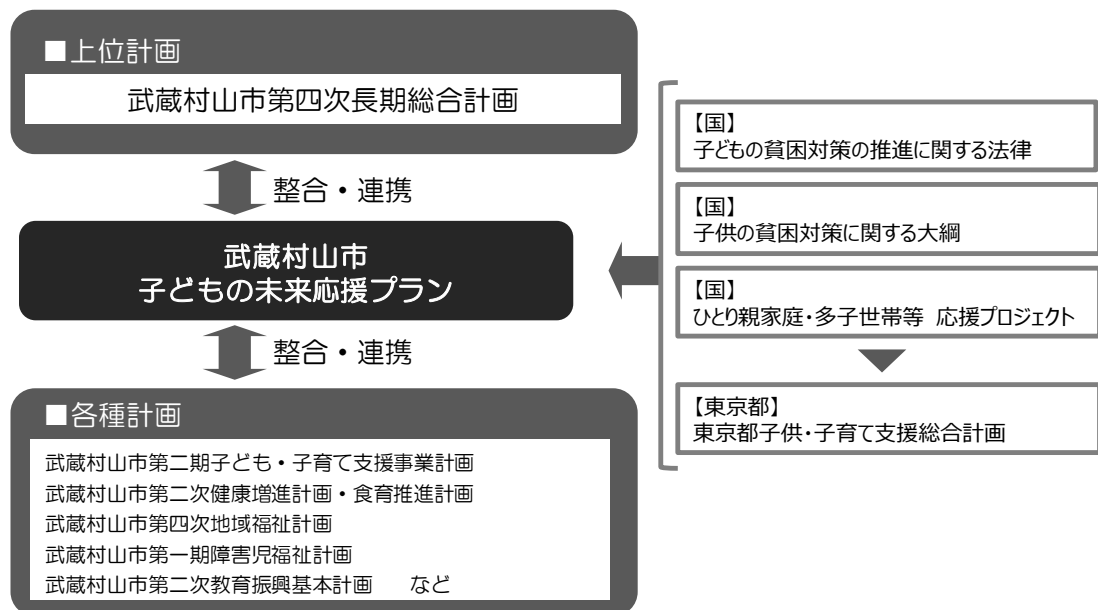 ■上位計画
武蔵村山市第四次長期総合計画
整合・連携
武蔵村山市
子どもの未来応援プラン
整合・連携
■各種計画
武蔵村山市第二期子ども・子育て支援事業計画
武蔵村山市第二次健康増進計画・食育推進計画
武蔵村山市第四次地域福祉計画
武蔵村山市第一期障害児福祉計画
武蔵村山市第二次教育振興基本計画　など
【国】
子どもの貧困対策の推進に関する法律
【国】
子供の貧困対策に関する大綱
【国】
ひとり親家庭・多子世帯等 応援プロジェクト
【東京都】
東京都子供・子育て支援総合計画